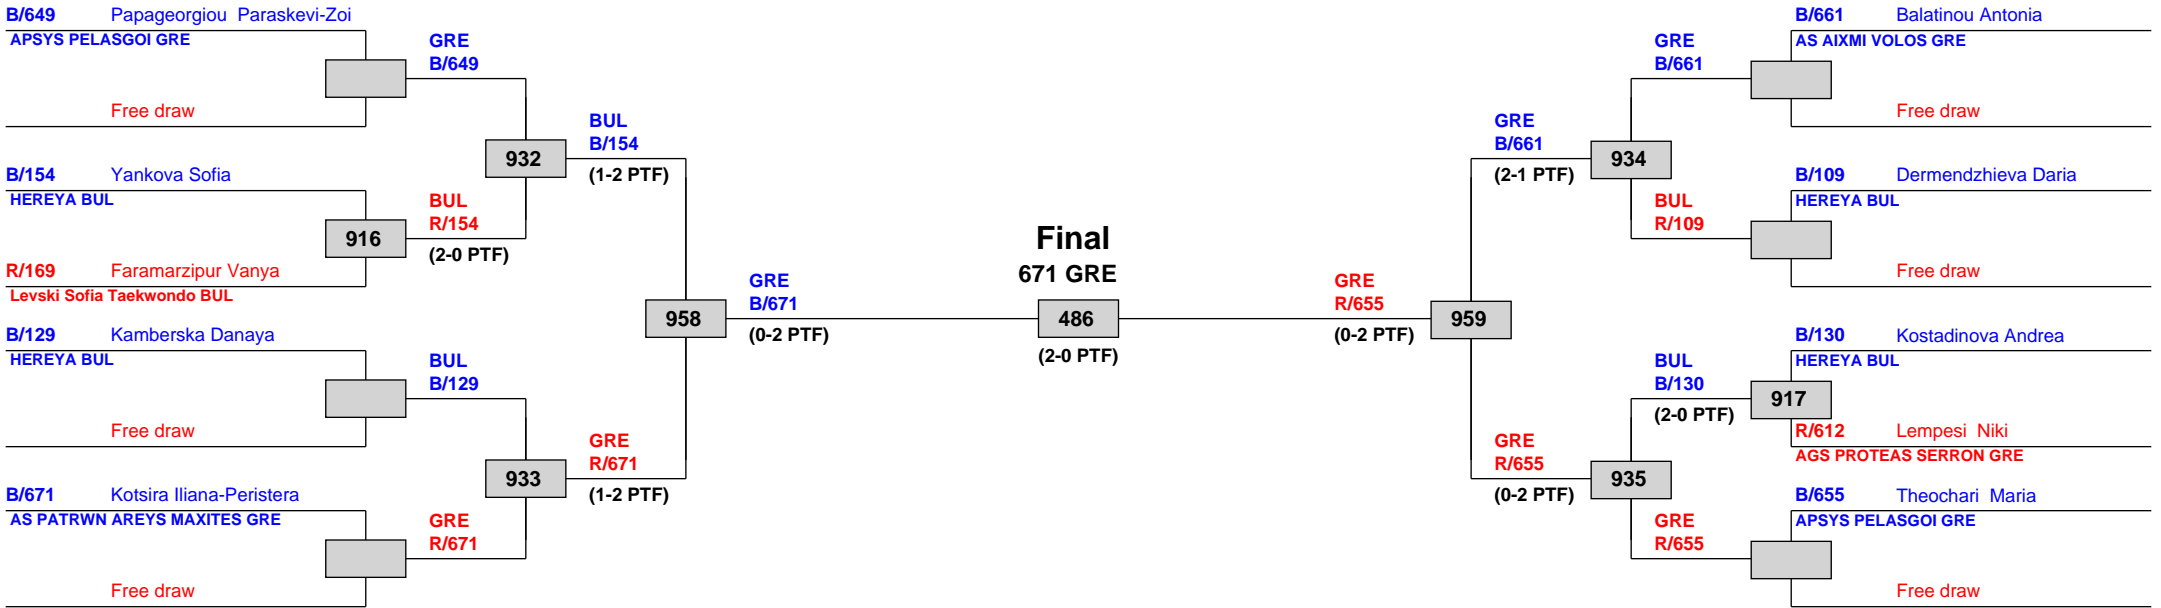 B/649 Papageorgiou Paraskevi-Zoi
APSYS PELASGOI GRE
Free draw
B/154 Yankova Sofia
HEREYA BUL
R/169 Faramarzipur Vanya
Levski Sofia Taekwondo BUL
B/129 Kamberska Danaya
HEREYA BUL
Free draw
B/671 Kotsira Iliana-Peristera
AS PATRWN AREYS MAXITES GRE
Free draw
GRE
B/649
916
BUL
R/154
(2-0 PTF)
BUL
B/129
GRE
R/671
932
BUL
B/154
(1-2 PTF)
933
GRE
R/671
(1-2 PTF)
958
GRE
B/671
(0-2 PTF)
Final
671 GRE
486
(2-0 PTF)
GRE
R/655
(0-2 PTF)
959
GRE
B/661
(2-1 PTF)
934
GRE
R/655
(0-2 PTF)
935
GRE
B/661
BUL
R/109
BUL
B/130
(2-0 PTF)
917
GRE
R/655
B/661 Balatinou Antonia
AS AIXMI VOLOS GRE
Free draw
B/109 Dermendzhieva Daria
HEREYA BUL
Free draw
B/130 Kostadinova Andrea
HEREYA BUL
R/612 Lempesi Niki
AGS PROTEAS SERRON GRE
B/655 Theochari Maria
APSYS PELASGOI GRE
Free draw